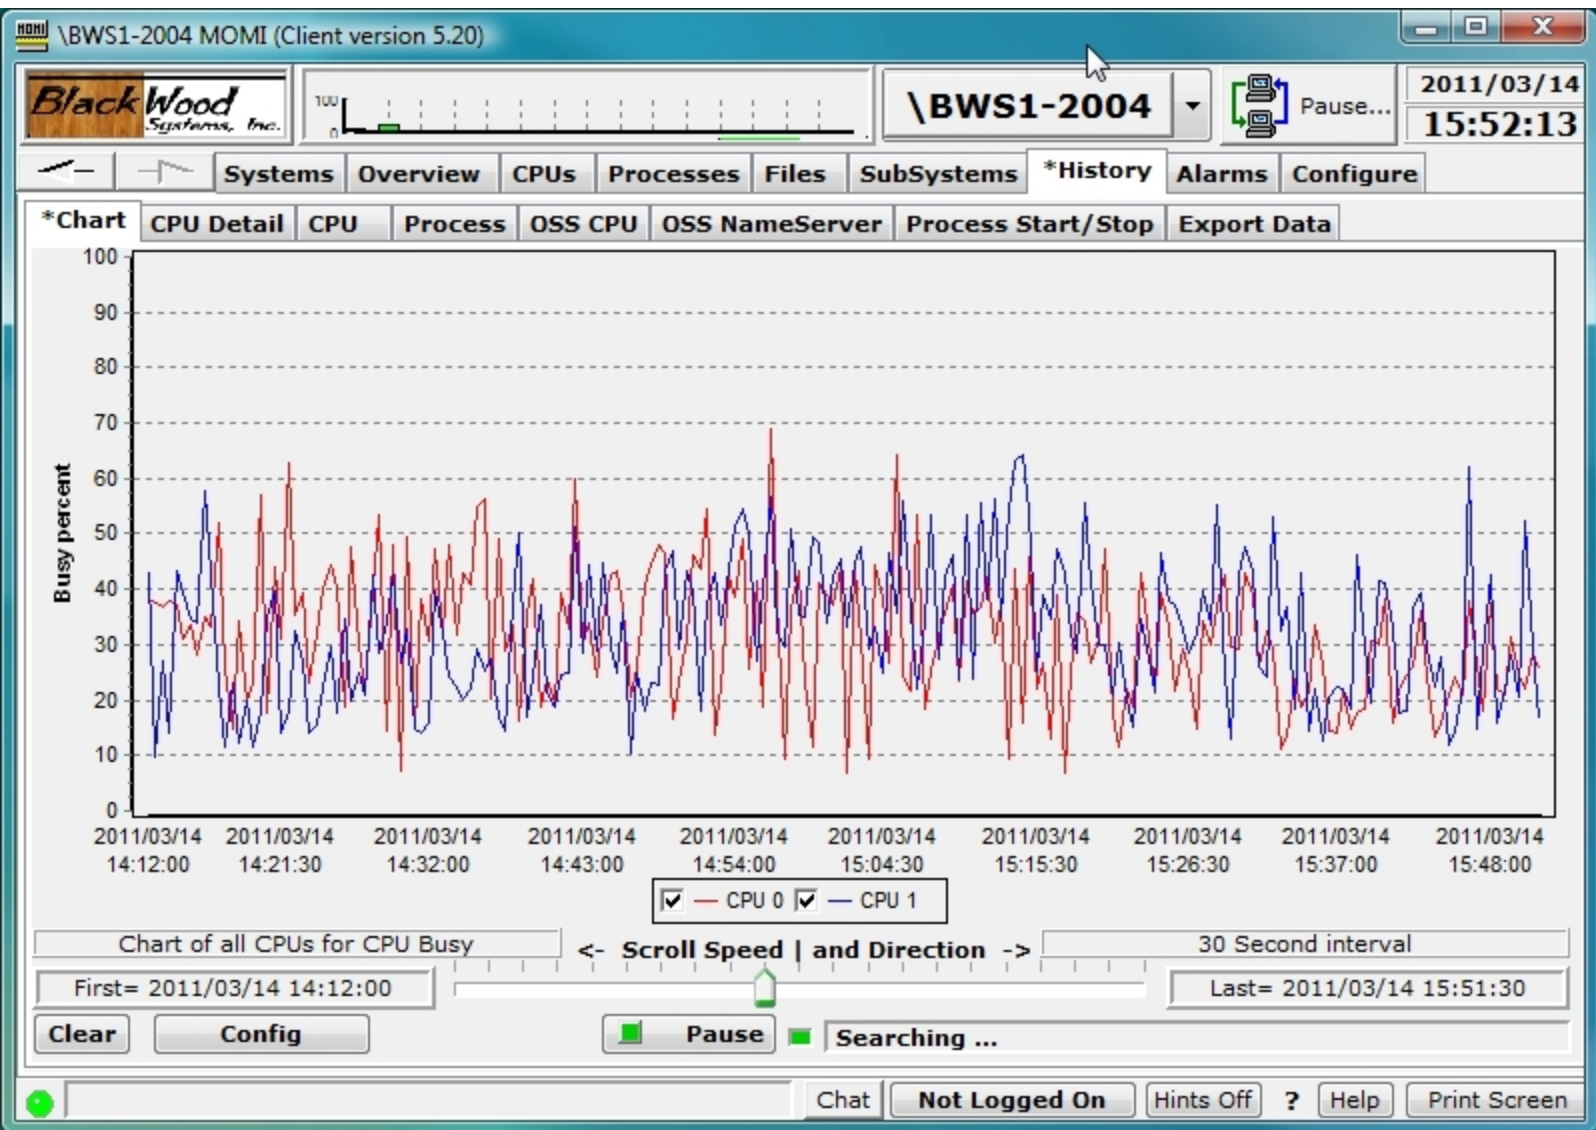 MOMI \BWS1-2004 MOMI (Client version 5.20)
BlackWood Systems, Inc.
100
0
\BWS1-2004
Pause...
2011/03/14
15:52:13
Systems Overview CPUs Processes Files SubSystems *History Alarms Configure
*Chart CPU Detail CPU Process OSS CPU OSS NameServer Process Start/Stop Export Data
Busy percent
100
90
80
70
60
50
40
30
20
10
0
2011/03/14 2011/03/14 2011/03/14 2011/03/14 2011/03/14 2011/03/14 2011/03/14 2011/03/14 2011/03/14 2011/03/14
14:12:00 14:21:30 14:32:00 14:43:00 14:54:00 15:04:30 15:15:30 15:26:30 15:37:00 15:48:00
CPU 0 CPU 1
Chart of all CPUs for CPU Busy <- Scroll Speed | and Direction -> 30 Second interval
First= 2011/03/14 14:12:00 Last= 2011/03/14 15:51:30
Clear Config Pause Searching ...
Chat Not Logged On Hints Off ? Help Print Screen